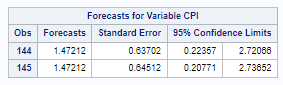 Forecasts for Variable CPI
Obs Forecasts Standard Error 95% Confidence Limits
144 1.47212 0.63702 0.22357 2.72066
145 1.47212 0.64512 0.20771 2.73652